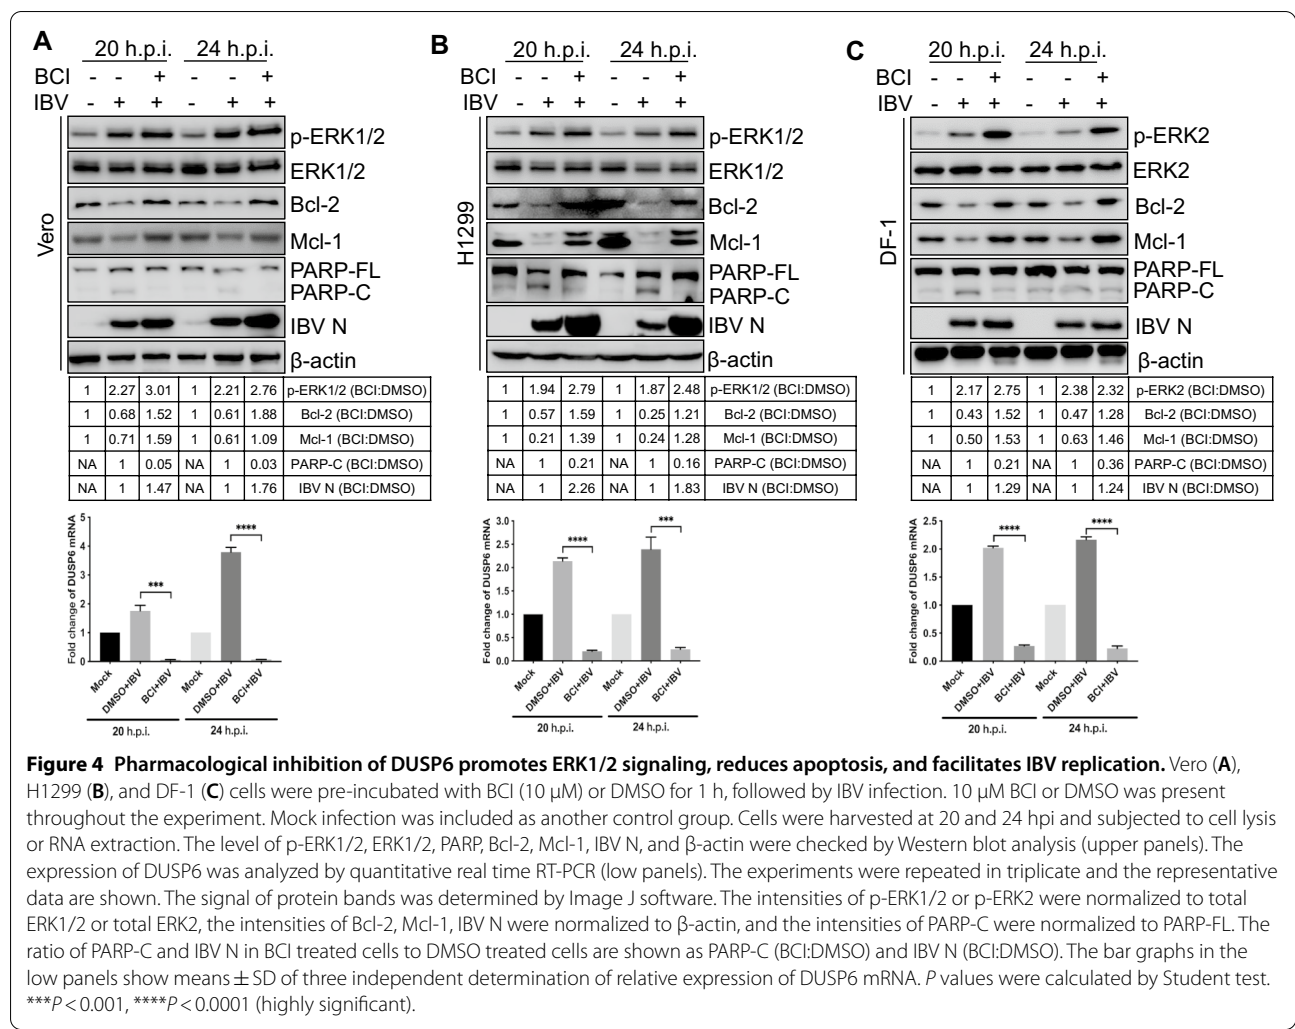 A
20 h.p.i. 24 h.p.i.
BCI - - + - - +
IBV - + + - + +
Vero
p-ERK1/2
ERK1/2
Bcl-2
Mcl-1
PARP-FL
PARP-C
IBV N
β-actin
1 2.27 3.01 1 2.21 2.76 p-ERK1/2 (BCI:DMSO)
1 0.68 1.52 1 0.61 1.88 Bcl-2 (BCI:DMSO)
1 0.71 1.59 1 0.61 1.09 Mcl-1 (BCI:DMSO)
NA 1 0.05 NA 1 0.03 PARP-C (BCI:DMSO)
NA 1 1.47 NA 1 1.76 IBV N (BCI:DMSO)
Fold change of DUSP6 mRNA
5
4
3
2
1
0
***
****
Mock DMSO+IBV BCI+IBV Mock DMSO+IBV BCI+IBV
20 h.p.i. 24 h.p.i.
B
20 h.p.i. 24 h.p.i.
- - + - - +
- + + - + +
H1299
p-ERK1/2
ERK1/2
Bcl-2
Mcl-1
PARP-FL
PARP-C
IBV N
β-actin
1 1.94 2.79 1 1.87 2.48 p-ERK1/2 (BCI:DMSO)
1 0.57 1.59 1 0.25 1.21 Bcl-2 (BCI:DMSO)
1 0.21 1.39 1 0.24 1.28 Mcl-1 (BCI:DMSO)
NA 1 0.21 NA 1 0.16 PARP-C (BCI:DMSO)
NA 1 2.26 NA 1 1.83 IBV N (BCI:DMSO)
Fold change of DUSP6 mRNA
3.0
2.5
2.0
1.5
1.0
0.5
0.0
****
***
Mock DMSO+IBV BCI+IBV Mock DMSO+IBV BCI+IBV
20 h.p.i. 24 h.p.i.
C
20 h.p.i. 24 h.p.i.
BCI - - + - - +
IBV - + + - + +
DF-1
p-ERK2
ERK2
Bcl-2
Mcl-1
PARP-FL
PARP-C
IBV N
β-actin
1 2.17 2.75 1 2.38 2.32 p-ERK2 (BCI:DMSO)
1 0.43 1.52 1 0.47 1.28 Bcl-2 (BCI:DMSO)
1 0.50 1.53 1 0.63 1.46 Mcl-1 (BCI:DMSO)
NA 1 0.21 NA 1 0.36 PARP-C (BCI:DMSO)
NA 1 1.29 NA 1 1.24 IBV N (BCI:DMSO)
Fold change of DUSP6 mRNA
2.5
2.0
1.5
1.0
0.5
0.0
****
****
Mock DMSO+IBV BCI+IBV Mock DMSO+IBV BCI+IBV
20 h.p.i. 24 h.p.i.
Figure 4 Pharmacological inhibition of DUSP6 promotes ERK1/2 signaling, reduces apoptosis, and facilitates IBV replication. Vero (A),
H1299 (B), and DF-1 (C) cells were pre-incubated with BCI (10 μM) or DMSO for 1 h, followed by IBV infection. 10 μM BCI or DMSO was present
throughout the experiment. Mock infection was included as another control group. Cells were harvested at 20 and 24 hpi and subjected to cell lysis
or RNA extraction. The level of p-ERK1/2, ERK1/2, PARP, Bcl-2, Mcl-1, IBV N, and β-actin were checked by Western blot analysis (upper panels). The
expression of DUSP6 was analyzed by quantitative real time RT-PCR (low panels). The experiments were repeated in triplicate and the representative
data are shown. The signal of protein bands was determined by Image J software. The intensities of p-ERK1/2 or p-ERK2 were normalized to total
ERK1/2 or total ERK2, the intensities of Bcl-2, Mcl-1, IBV N were normalized to β-actin, and the intensities of PARP-C were normalized to PARP-FL. The
ratio of PARP-C and IBV N in BCI treated cells to DMSO treated cells are shown as PARP-C (BCI:DMSO) and IBV N (BCI:DMSO). The bar graphs in the
low panels show means ± SD of three independent determination of relative expression of DUSP6 mRNA. P values were calculated by Student test.
***P < 0.001, ****P < 0.0001 (highly significant).